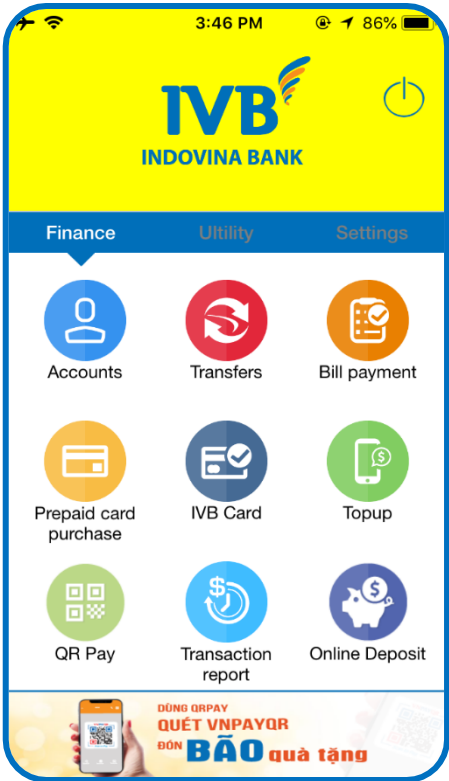 3:46 PM
86%
IVB
INDOVINA BANK
Finance
Ultility
Settings
Accounts
Transfers
Bill payment
Prepaid card
purchase
IVB Card
Topup
QR Pay
Transaction
report
Online Deposit
DÙNG QRPAY
QUÉT VNPAYQR
ĐÓN BÃO quà tặng